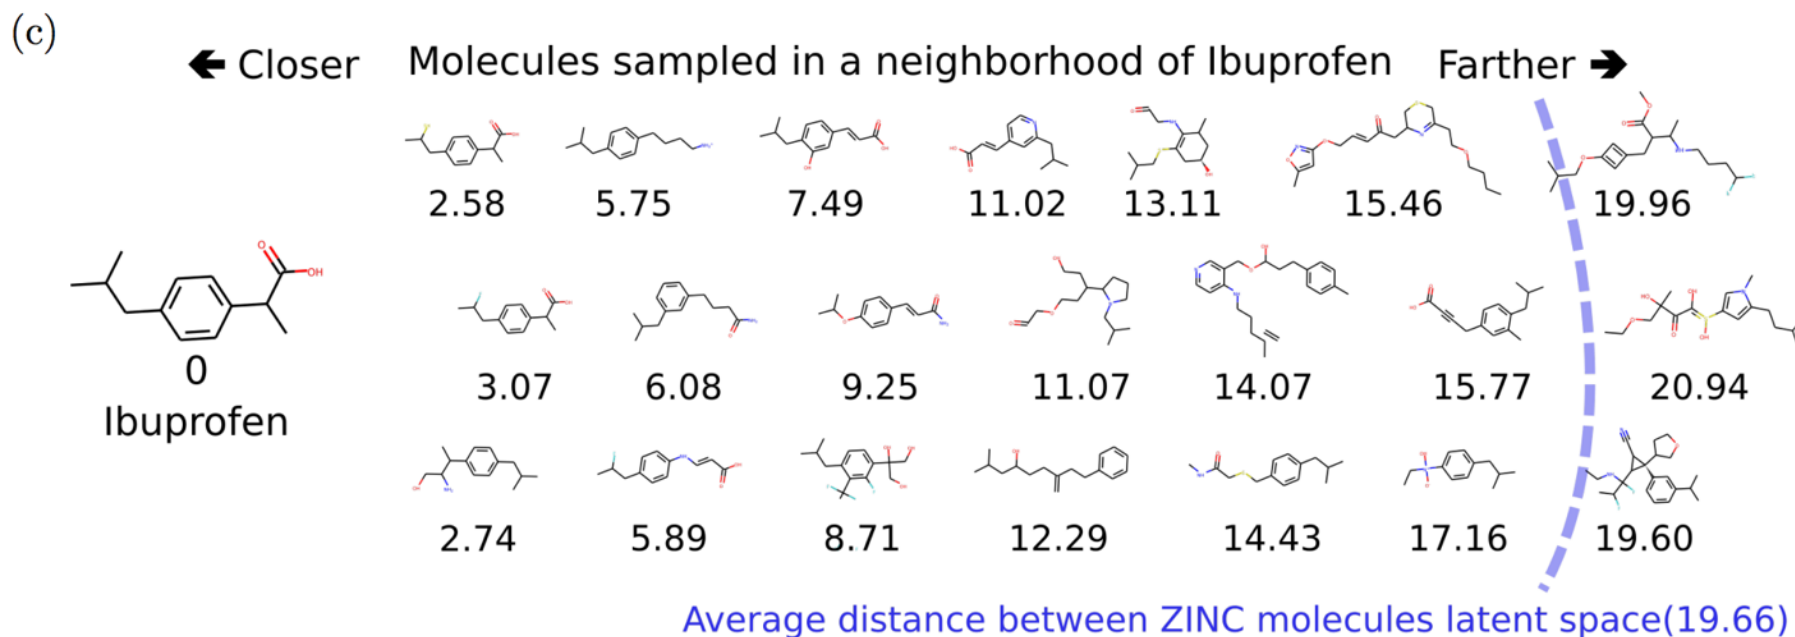 (c)
🡸 Closer Molecules sampled in a neighborhood of Ibuprofen Farther 🡺
2.58 5.75 7.49 11.02 13.11 15.46 19.96
0
Ibuprofen
3.07 6.08 9.25 11.07 14.07 15.77 20.94
2.74 5.89 8.71 12.29 14.43 17.16 19.60
Average distance between ZINC molecules latent space(19.66)